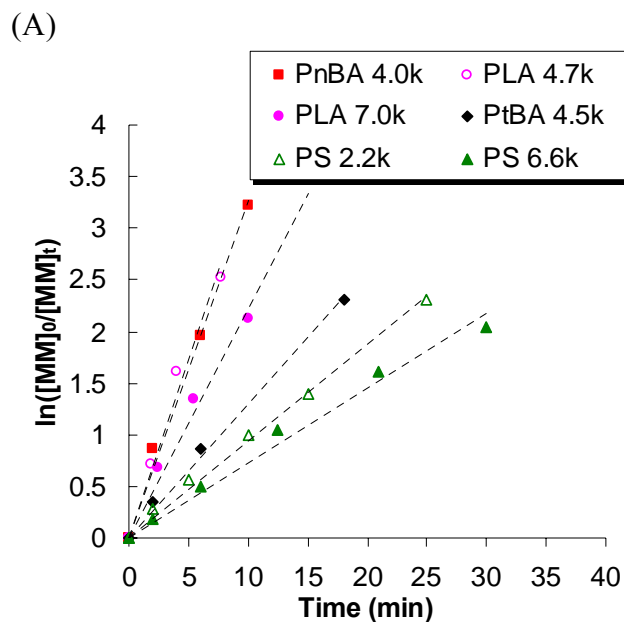 (A)
PnBA 4.0k PLA 4.7k
PLA 7.0k PtBA 4.5k
PS 2.2k PS 6.6k
4
3.5
3
2.5
2
1.5
1
0.5
0
ln([MM]0/[MM]t)
0 5 10 15 20 25 30 35 40
Time (min)